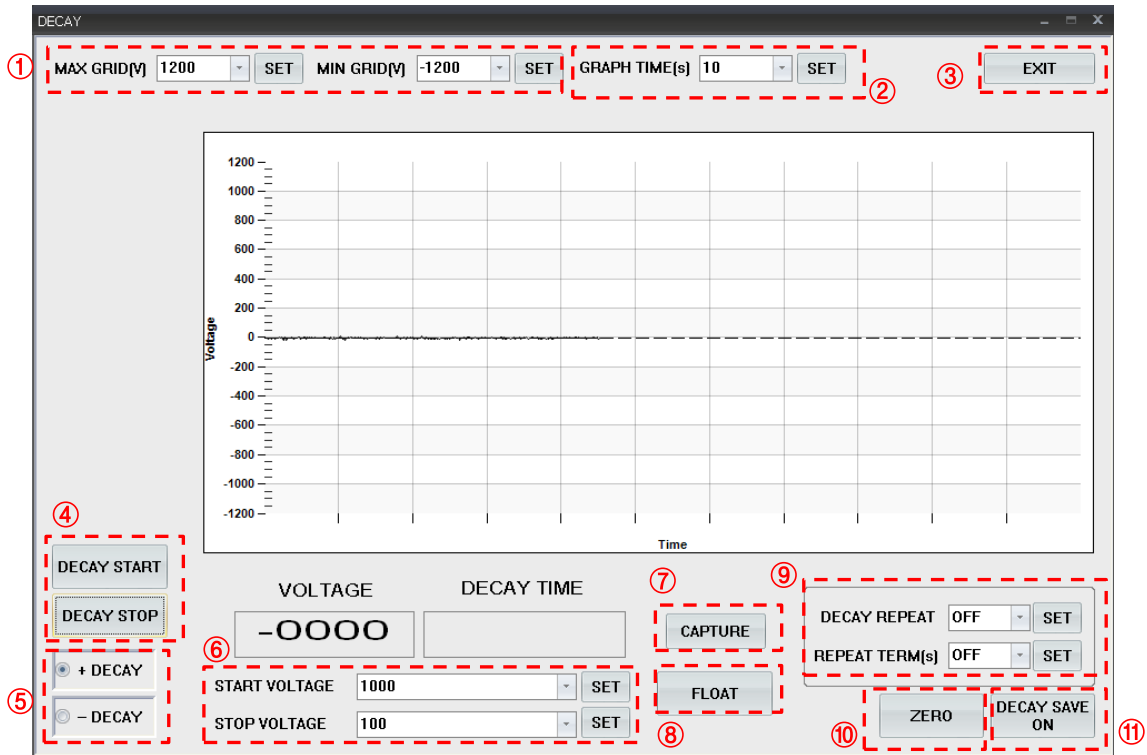 DECAY
① MAX GRID(V) 1200 SET MIN GRID(V) -1200 SET GRAPH TIME(s) 10 SET ② ③ EXIT
1200
1000
800
600
400
200
0
-200
-400
-600
-800
-1000
-1200
Voltage
Time
④
DECAY START
DECAY STOP
⑤
+ DECAY
− DECAY
VOLTAGE DECAY TIME
-0000
⑥
START VOLTAGE 1000 SET
STOP VOLTAGE 100 SET
⑦
CAPTURE
FLOAT
⑧
⑨
DECAY REPEAT OFF SET
REPEAT TERM(s) OFF SET
⑩
ZERO
DECAY SAVE
ON
⑪